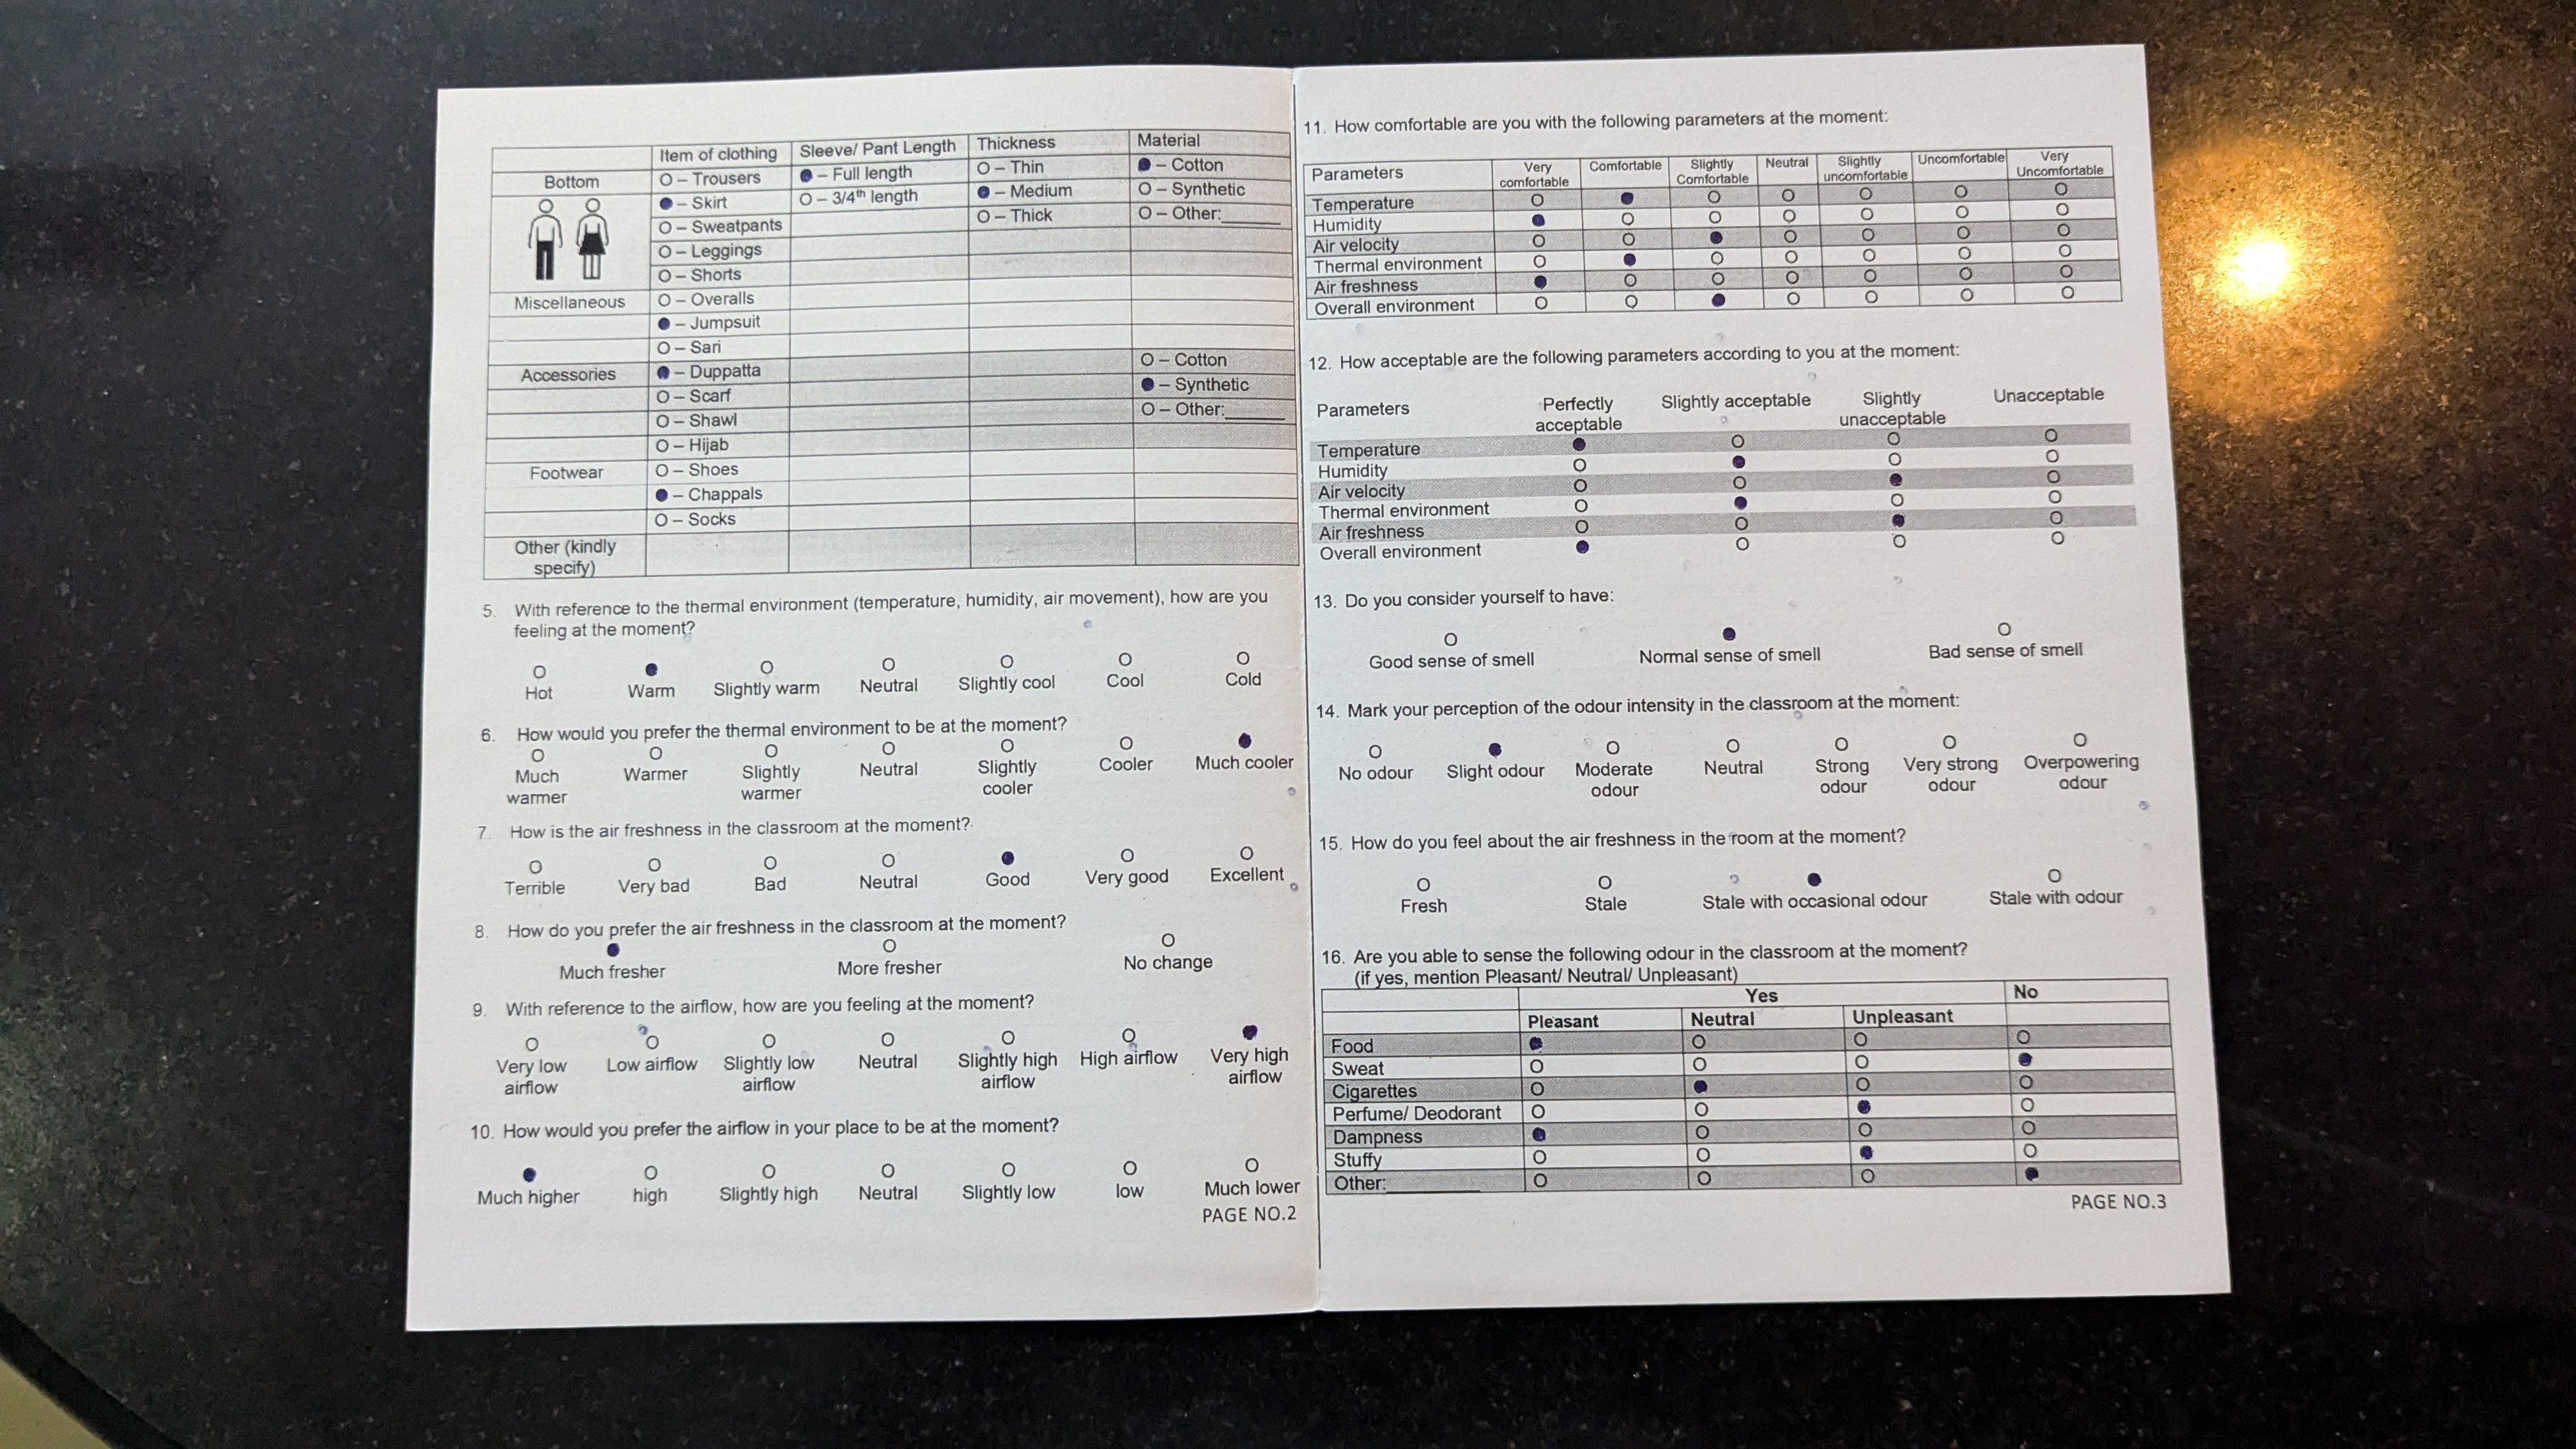 Item of clothing Sleeve/ Pant Length Thickness Material
Bottom O – Trousers ● – Full length O – Thin ● – Cotton
● – Skirt O – 3/4th length ● – Medium O – Synthetic
O – Sweatpants O – Thick O – Other:______
O – Leggings
O – Shorts
Miscellaneous O – Overalls
● – Jumpsuit
O – Sari
Accessories ● – Duppatta O – Cotton
O – Scarf ● – Synthetic
O – Shawl O – Other:______
O – Hijab
Footwear O – Shoes
● – Chappals
O – Socks
Other (kindly
specify)
5. With reference to the thermal environment (temperature, humidity, air movement), how are you
feeling at the moment?
O ● O O O O O
Hot Warm Slightly warm Neutral Slightly cool Cool Cold
6. How would you prefer the thermal environment to be at the moment?
O O O O O O ●
Much Warmer Slightly Neutral Slightly Cooler Much cooler
warmer warmer cooler
7. How is the air freshness in the classroom at the moment?
O O O O ● O O
Terrible Very bad Bad Neutral Good Very good Excellent
8. How do you prefer the air freshness in the classroom at the moment?
● O O
Much fresher More fresher No change
9. With reference to the airflow, how are you feeling at the moment?
O O O O O O ●
Very low Low airflow Slightly low Neutral Slightly high High airflow Very high
airflow airflow airflow airflow
10. How would you prefer the airflow in your place to be at the moment?
● O O O O O O
Much higher high Slightly high Neutral Slightly low low Much lower
PAGE NO.2
11. How comfortable are you with the following parameters at the moment:
Parameters Very Comfortable Slightly Neutral Slightly Uncomfortable Very
comfortable Comfortable uncomfortable Uncomfortable
Temperature O ● O O O O O
Humidity ● O O O O O O
Air velocity O O ● O O O O
Thermal environment O ● O O O O O
Air freshness ● O O O O O O
Overall environment O O ● O O O O
12. How acceptable are the following parameters according to you at the moment:
Parameters Perfectly Slightly acceptable Slightly Unacceptable
acceptable unacceptable
Temperature ● O O O
Humidity O ● O O
Air velocity O O ● O
Thermal environment O ● O O
Air freshness O O ● O
Overall environment ● O O O
13. Do you consider yourself to have:
O ● O
Good sense of smell Normal sense of smell Bad sense of smell
14. Mark your perception of the odour intensity in the classroom at the moment:
O ● O O O O O
No odour Slight odour Moderate Neutral Strong Very strong Overpowering
odour odour odour odour
15. How do you feel about the air freshness in the room at the moment?
O O ● O
Fresh Stale Stale with occasional odour Stale with odour
16. Are you able to sense the following odour in the classroom at the moment?
(if yes, mention Pleasant/ Neutral/ Unpleasant)
Yes No
Pleasant Neutral Unpleasant
Food ● O O O
Sweat O O O ●
Cigarettes O ● O O
Perfume/ Deodorant O O ● O
Dampness ● O O O
Stuffy O O ● O
Other:__________ O O O ●
PAGE NO.3